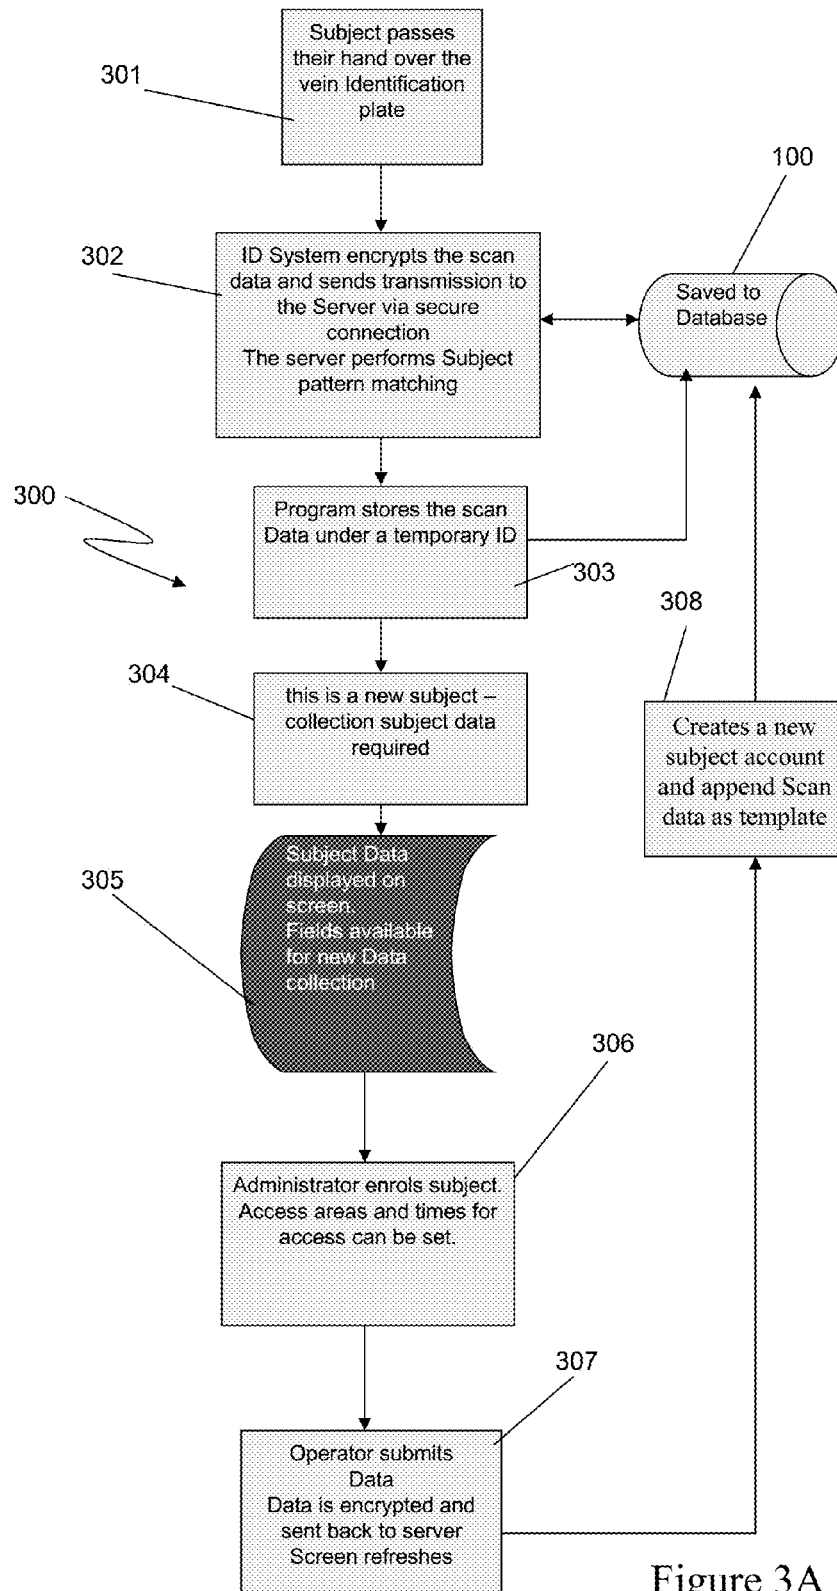 Subject passes
their hand over the
vein Identification
plate
301
100
302
ID System encrypts the scan
data and sends transmission to
the Server via secure
connection
The server performs Subject
pattern matching
Saved to
Database
300
Program stores the scan
Data under a temporary ID
303
308
304
this is a new subject –
collection subject data
required
Creates a new
subject account
and append Scan
data as template
305
Subject Data
displayed on
screen.
Fields available
for new Data
collection
306
Administrator enrols subject.
Access areas and times for
access can be set.
307
Operator submits
Data
Data is encrypted and
sent back to server
Screen refreshes
Figure 3A